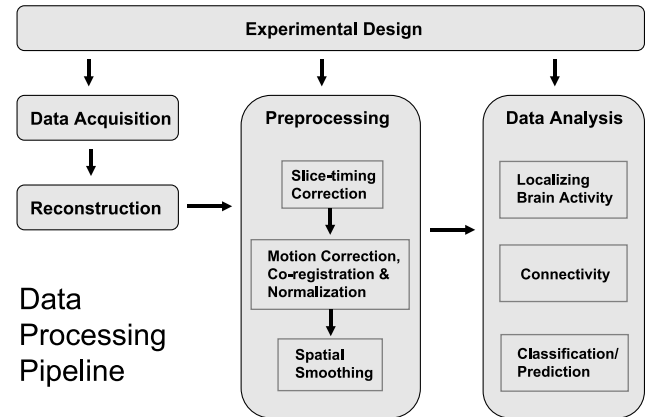 Experimental Design
Data Acquisition
Reconstruction
Data
Processing
Pipeline
Preprocessing
Slice-timing
Correction
Motion Correction,
Co-registration &
Normalization
Spatial
Smoothing
Data Analysis
Localizing
Brain Activity
Connectivity
Classification/
Prediction